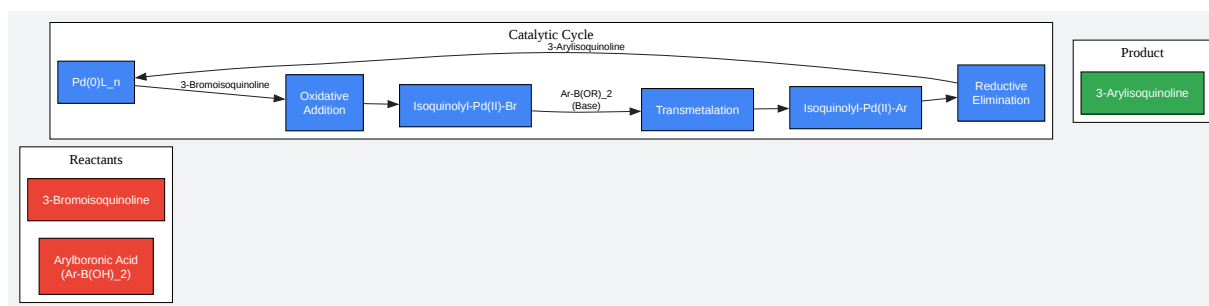 Catalytic Cycle
3-Arylisoquinoline
Pd(0)L_n
3-Bromoisoquinoline
Oxidative
Addition
Isoquinolyl-Pd(II)-Br
Ar-B(OR)_2
(Base)
Transmetalation
Isoquinolyl-Pd(II)-Ar
Reductive
Elimination
Product
3-Arylisoquinoline
Reactants
3-Bromoisoquinoline
Arylboronic Acid
(Ar-B(OH)_2)